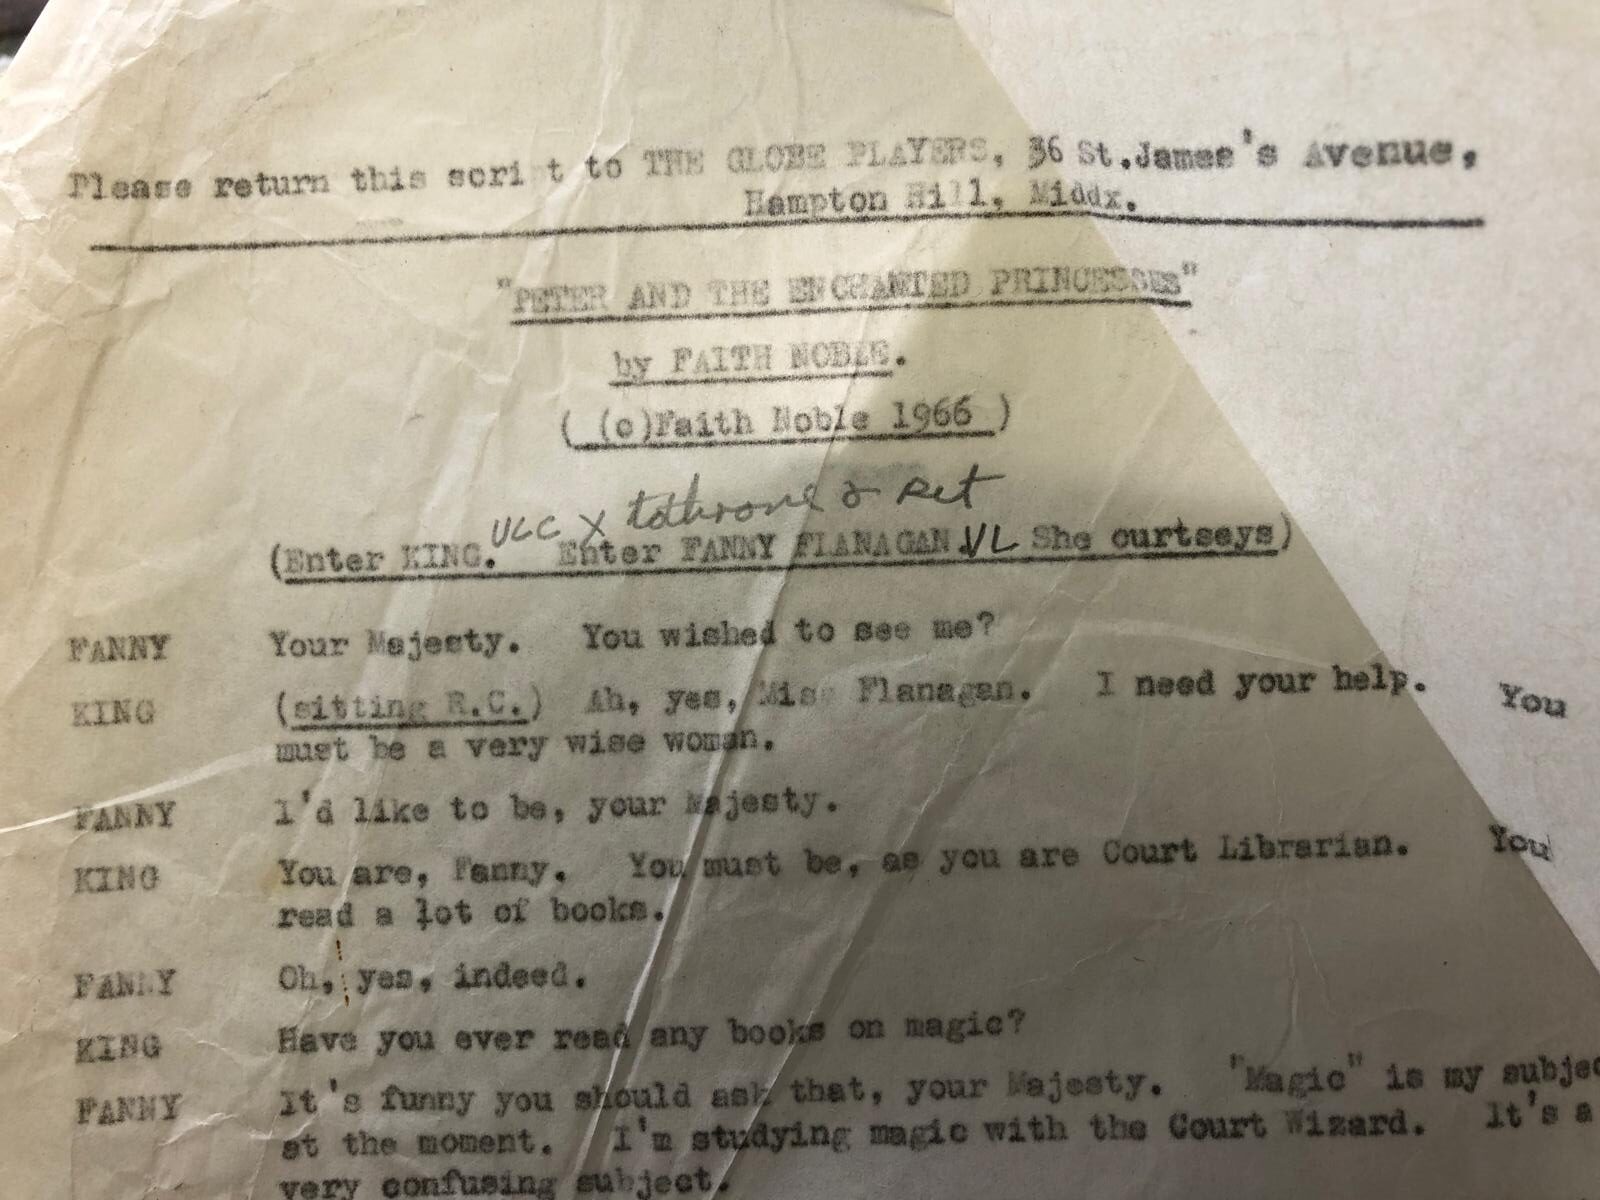 Please return this script to THE GLOBE PLAYERS, 36 St.James's Avenue,
Hampton Hill, Middx.
"PETER AND THE ENCHANTED PRINCESSES"
by FAITH NOBLE.
( (c)Faith Noble 1966 )
ULC X to throne & Ret
(Enter KING. Enter FANNY FLANAGAN. VL She curtseys)
FANNY Your Majesty. You wished to see me?
KING (sitting R.C.) Ah, yes, Miss Flanagan. I need your help. You
must be a very wise woman.
FANNY I'd like to be, your Majesty.
KING You are, Fanny. You must be, as you are Court Librarian. You
read a lot of books.
FANNY Oh, yes, indeed.
KING Have you ever read any books on magic?
FANNY It's funny you should ask that, your Majesty. "Magic" is my subjec
at the moment. I'm studying magic with the Court Wizard. It's a
very confusing subject.